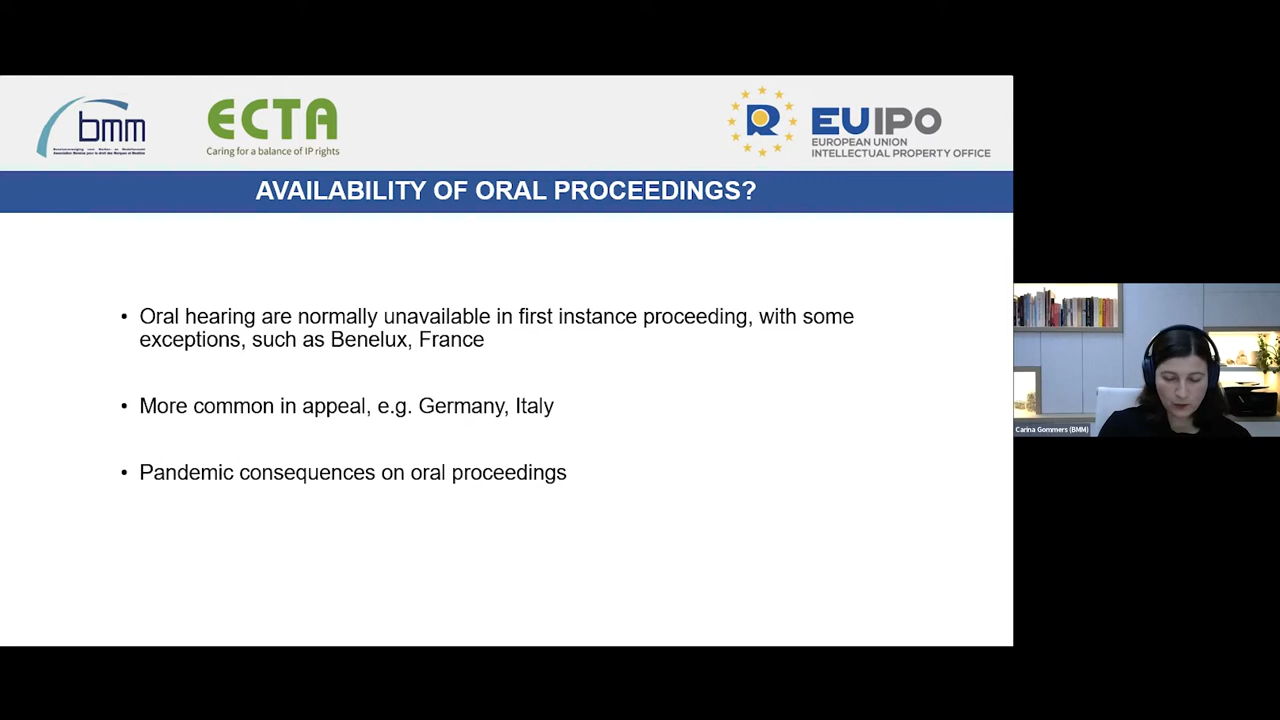 bmm
ECTA
Caring for a balance of IP rights
EUIPO
EUROPEAN UNION
INTELLECTUAL PROPERTY OFFICE
AVAILABILITY OF ORAL PROCEEDINGS?
• Oral hearing are normally unavailable in first instance proceeding, with some
exceptions, such as Benelux, France
• More common in appeal, e.g. Germany, Italy
• Pandemic consequences on oral proceedings
Carina Gommers (BMM)